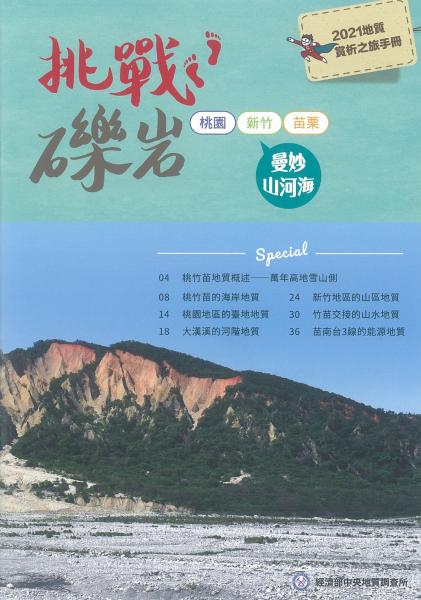 2021地質
賞析之旅手冊
挑戰
礫岩
桃園 新竹 苗栗
曼妙
山河海
Special
04 桃竹苗地質概述──萬年高地雪山側
08 桃竹苗的海岸地質
14 桃園地區的臺地地質
18 大漢溪的河階地質
24 新竹地區的山區地質
30 竹苗交接的山水地質
36 苗南台3線的能源地質
經濟部中央地質調查所